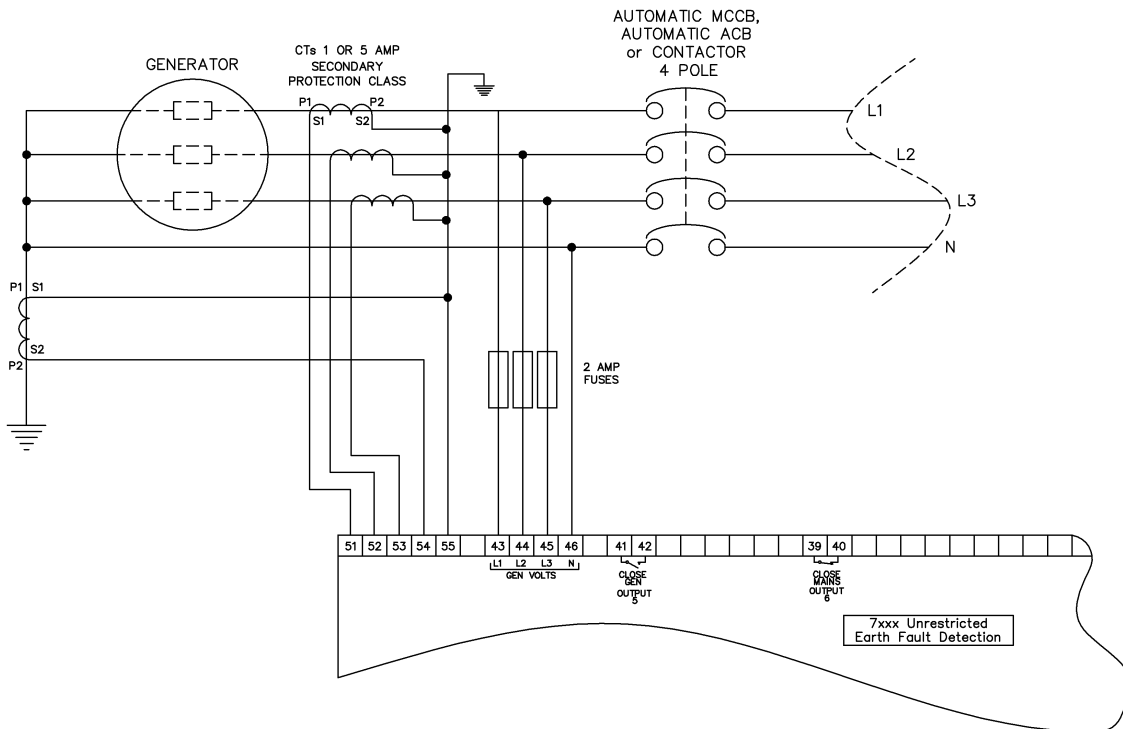 AUTOMATIC MCCB,
AUTOMATIC ACB
or CONTACTOR
4 POLE
CTs 1 OR 5 AMP
SECONDARY
PROTECTION CLASS
GENERATOR
P1 P2
S1 S2
L1
L2
L3
N
P1 S1
S2
P2
2 AMP
FUSES
51 52 53 54 55 43 44 45 46 41 42 39 40
L1 L2 L3 N
GEN VOLTS
CLOSE
GEN
OUTPUT
5
CLOSE
MAINS
OUTPUT
6
7xxx Unrestricted
Earth Fault Detection